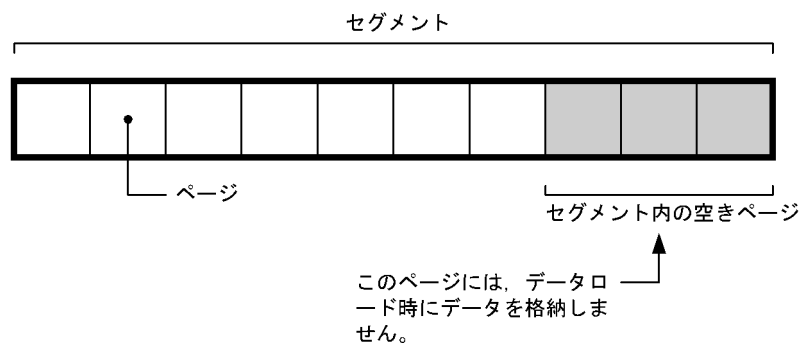 セグメント
ページ
セグメント内の空きページ
このページには，データロ
ード時にデータを格納しま
せん。